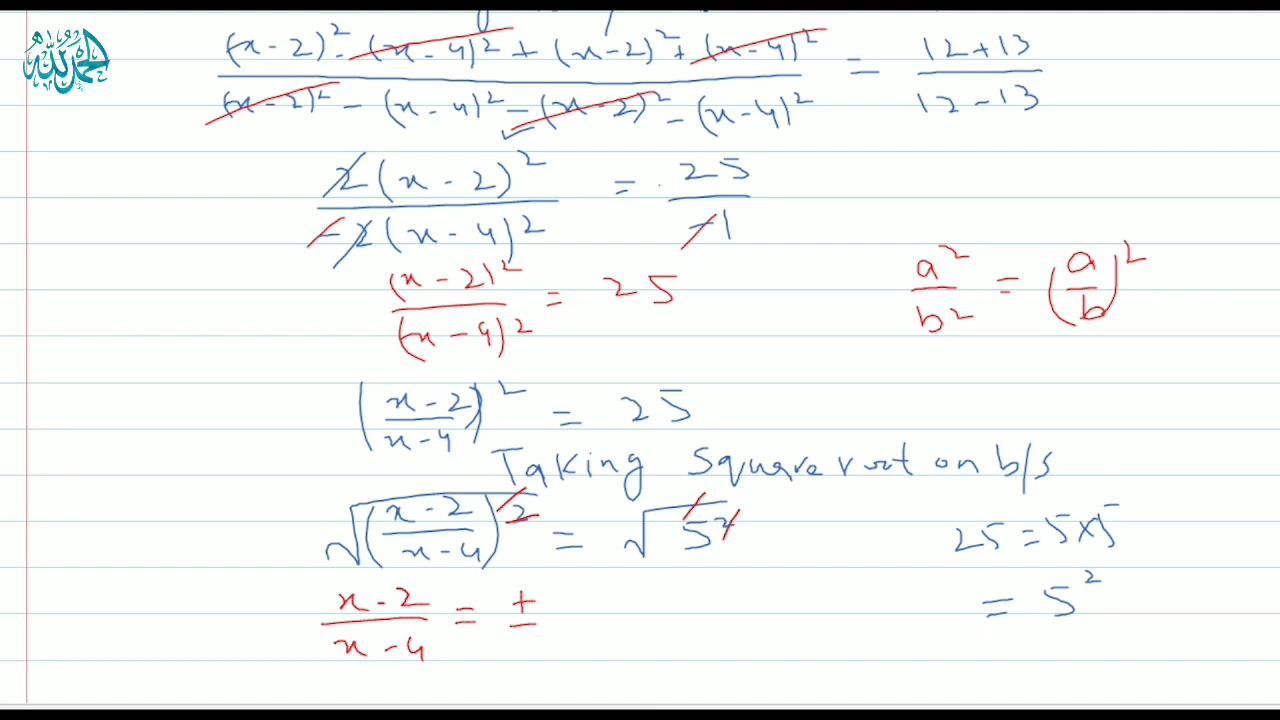 الحمد لله
(x-2)² - (x-4)² + (x-2)² + (x-4)² / (x-2)² - (x-4)² - (x-2)² - (x-4)² = 12+13 / 12-13
2(x-2)² / -2(x-4)² = 25 / -1
(x-2)² / (x-4)² = 25
a² / b² = (a/b)²
(x-2 / x-4)² = 25
Taking Square root on b/s
√(x-2 / x-4)² = √5²
25 = 5×5
= 5²
x-2 / x-4 = ±